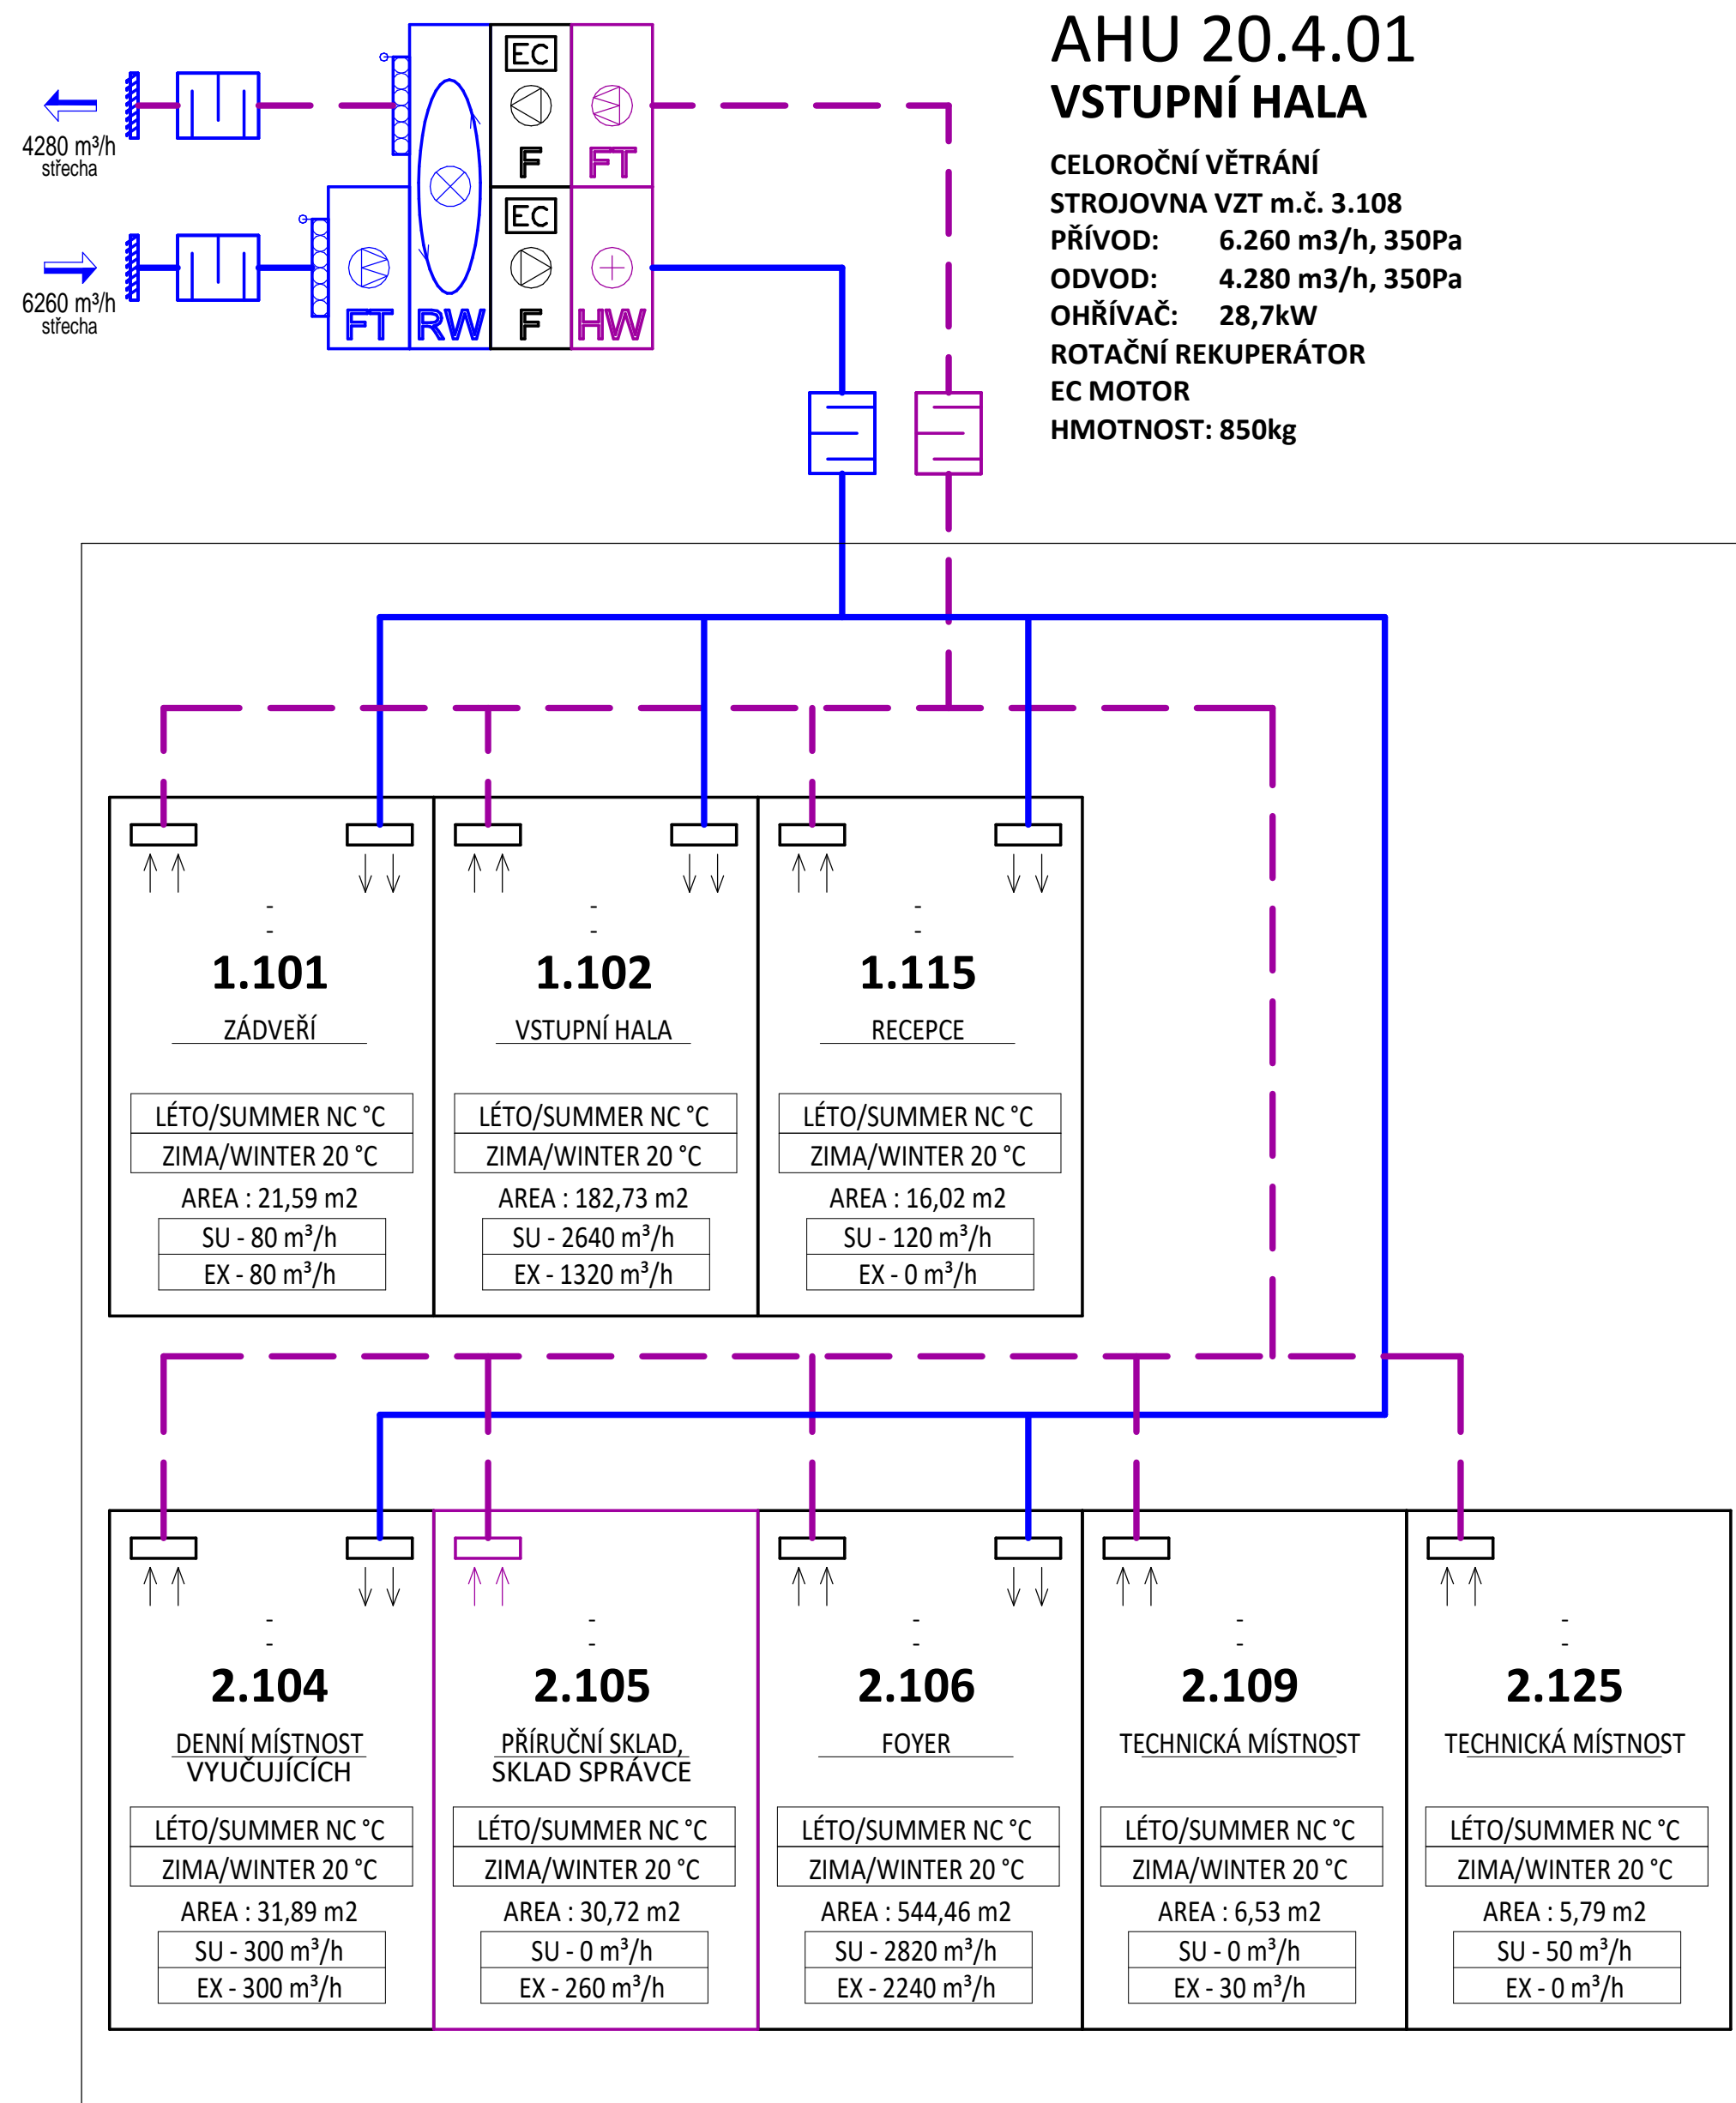 AHU 20.4.01
VSTUPNÍ HALA
CELOROČNÍ VĚTRÁNÍ
STROJOVNA VZT m.č. 3.108
PŘÍVOD: 6.260 m3/h, 350Pa
ODVOD: 4.280 m3/h, 350Pa
OHŘÍVAČ: 28,7kW
ROTAČNÍ REKUPERÁTOR
EC MOTOR
HMOTNOST: 850kg
4280 m³/h
střecha
6260 m³/h
střecha
EC
F
FT
EC
FT
RW
F
HW
-
-
1.101
ZÁDVEŘÍ
LÉTO/SUMMER NC °C
ZIMA/WINTER 20 °C
AREA : 21,59 m2
SU - 80 m³/h
EX - 80 m³/h
-
-
1.102
VSTUPNÍ HALA
LÉTO/SUMMER NC °C
ZIMA/WINTER 20 °C
AREA : 182,73 m2
SU - 2640 m³/h
EX - 1320 m³/h
-
-
1.115
RECEPCE
LÉTO/SUMMER NC °C
ZIMA/WINTER 20 °C
AREA : 16,02 m2
SU - 120 m³/h
EX - 0 m³/h
-
-
2.104
DENNÍ MÍSTNOST
VYUČUJÍCÍCH
LÉTO/SUMMER NC °C
ZIMA/WINTER 20 °C
AREA : 31,89 m2
SU - 300 m³/h
EX - 300 m³/h
-
-
2.105
PŘÍRUČNÍ SKLAD,
SKLAD SPRÁVCE
LÉTO/SUMMER NC °C
ZIMA/WINTER 20 °C
AREA : 30,72 m2
SU - 0 m³/h
EX - 260 m³/h
-
-
2.106
FOYER
LÉTO/SUMMER NC °C
ZIMA/WINTER 20 °C
AREA : 544,46 m2
SU - 2820 m³/h
EX - 2240 m³/h
-
-
2.109
TECHNICKÁ MÍSTNOST
LÉTO/SUMMER NC °C
ZIMA/WINTER 20 °C
AREA : 6,53 m2
SU - 0 m³/h
EX - 30 m³/h
-
-
2.125
TECHNICKÁ MÍSTNOST
LÉTO/SUMMER NC °C
ZIMA/WINTER 20 °C
AREA : 5,79 m2
SU - 50 m³/h
EX - 0 m³/h